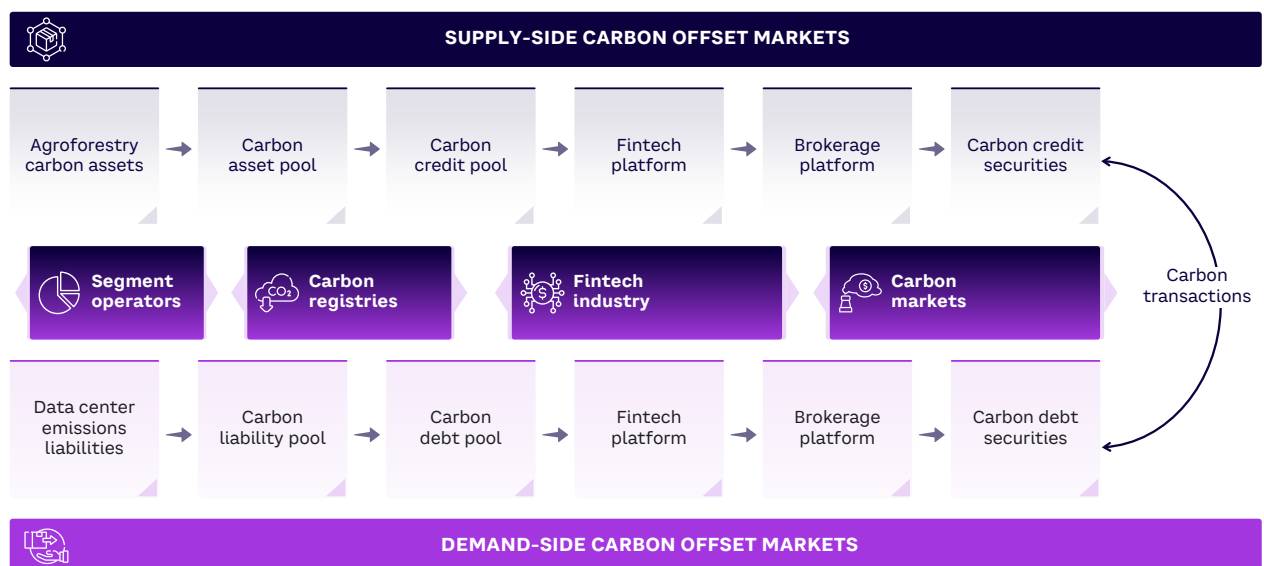 SUPPLY-SIDE CARBON OFFSET MARKETS
Agroforestry
carbon assets
Carbon
asset pool
Carbon
credit pool
Fintech
platform
Brokerage
platform
Carbon credit
securities
Segment
operators
CO₂
Carbon
registries
$
Fintech
industry
$
Carbon
markets
Carbon
transactions
Data center
emissions
liabilities
Carbon
liability pool
Carbon
debt pool
Fintech
platform
Brokerage
platform
Carbon debt
securities
DEMAND-SIDE CARBON OFFSET MARKETS